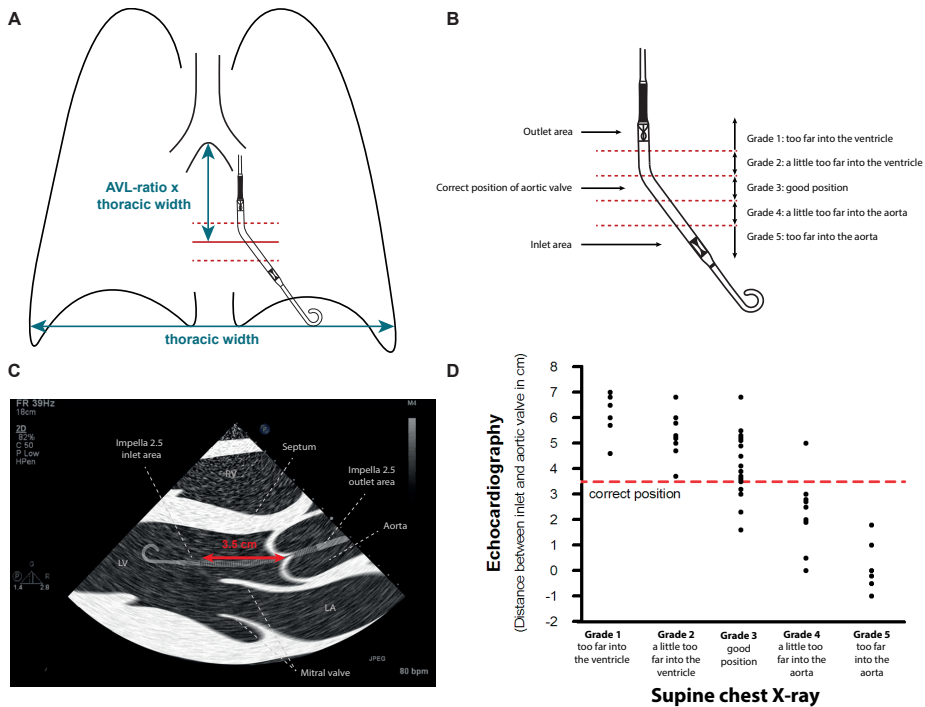 A
AVL-ratio x
thoracic width
thoracic width
B
Outlet area
Correct position of aortic valve
Inlet area
Grade 1: too far into the ventricle
Grade 2: a little too far into the ventricle
Grade 3: good position
Grade 4: a little too far into the aorta
Grade 5: too far into the aorta
C
FR 39Hz
16cm
2D
82%
C 50
P Low
HPen
M4
Impella 2.5
inlet area
Septum
Impella 2.5
outlet area
Aorta
RV
3.5 cm
LV
LA
G
P
R
1.4
2.8
Mitral valve
JPEG
80 bpm
D
Echocardiography
(Distance between inlet and aortic valve in cm)
8
7
6
5
4
3
2
1
0
-1
-2
correct position
Grade 1
too far into
the ventricle
Grade 2
a little too
far into the
ventricle
Grade 3
good
position
Grade 4
a little too
far into the
aorta
Grade 5
too far
into the
aorta
Supine chest X-ray